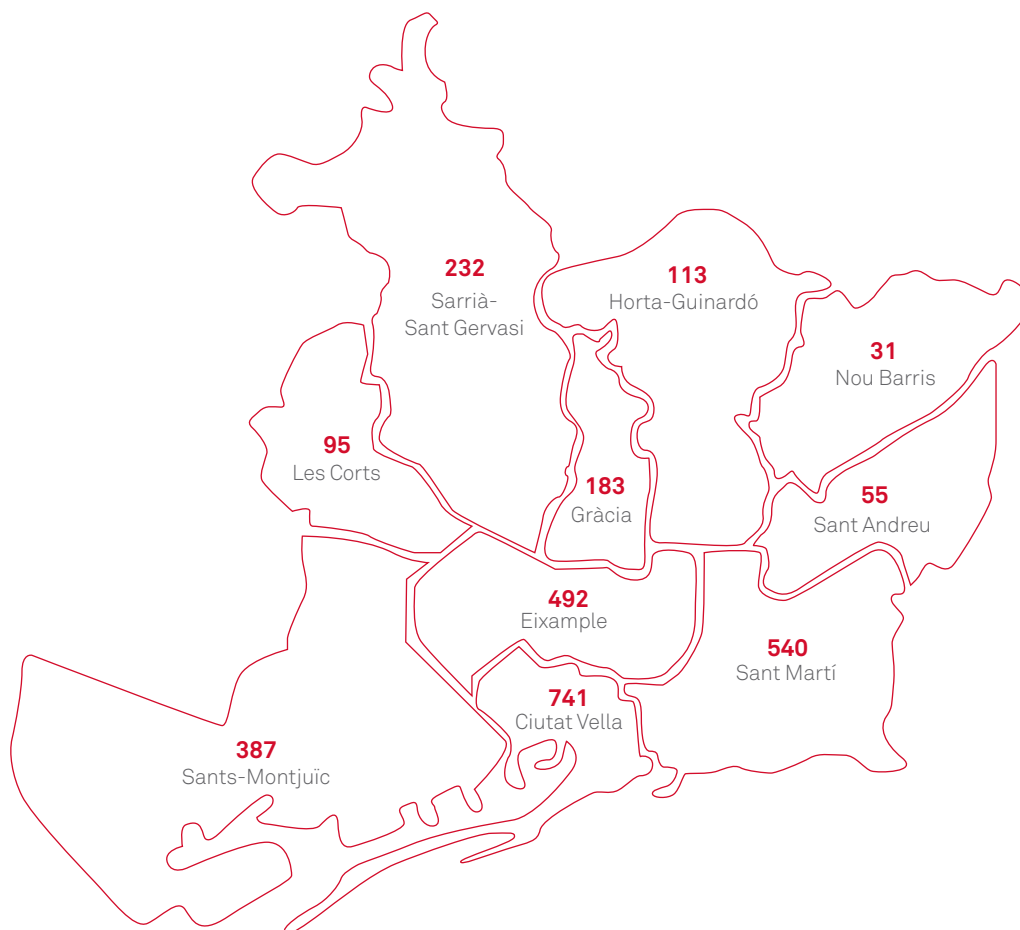 232
Sarrià-
Sant Gervasi
113
Horta-Guinardó
31
Nou Barris
95
Les Corts
183
Gràcia
55
Sant Andreu
492
Eixample
540
Sant Martí
741
Ciutat Vella
387
Sants-Montjuïc